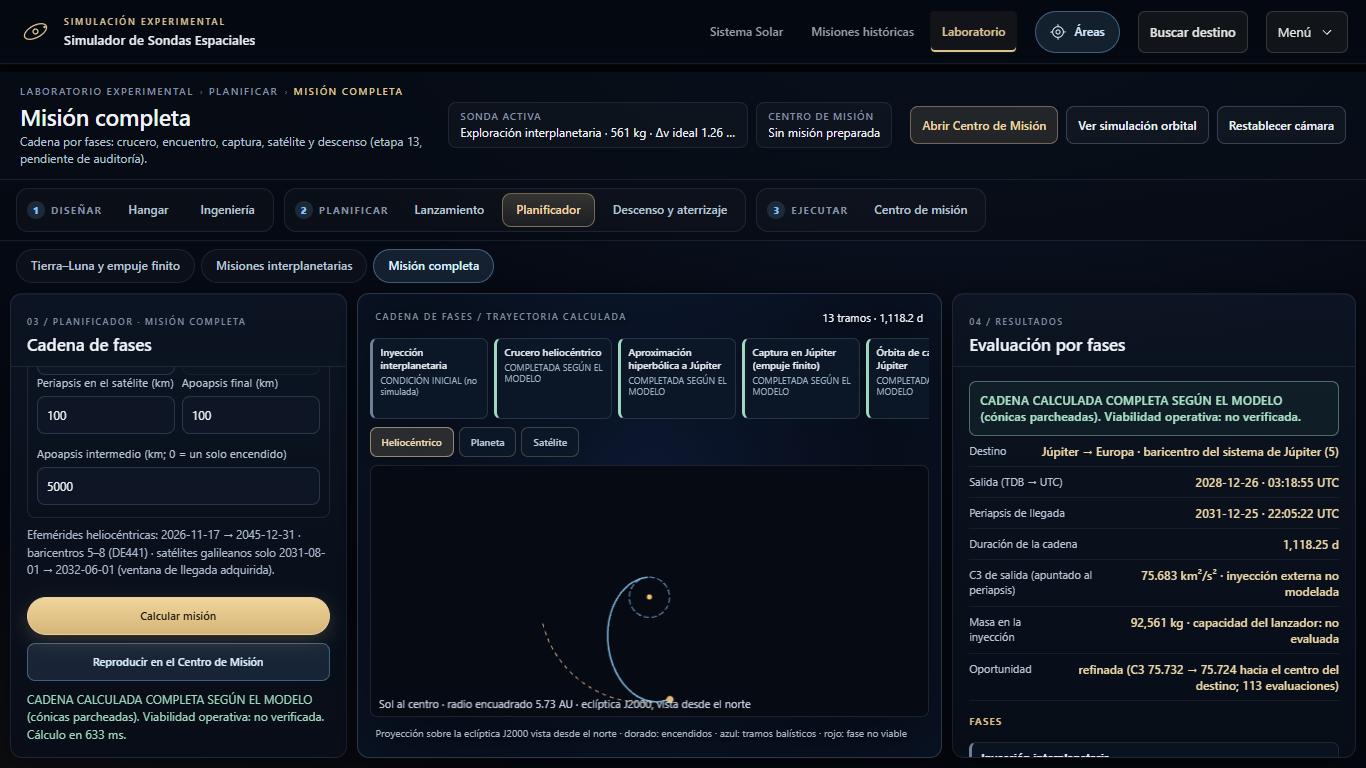 SIMULACIÓN EXPERIMENTAL
Simulador de Sondas Espaciales
Sistema Solar
Misiones históricas
Laboratorio
Áreas
Buscar destino
Menú
LABORATORIO EXPERIMENTAL › PLANIFICAR › MISIÓN COMPLETA
Misión completa
Cadena por fases: crucero, encuentro, captura, satélite y descenso (etapa 13,
pendiente de auditoría).
SONDA ACTIVA
Exploración interplanetaria · 561 kg · Δv ideal 1.26 ...
CENTRO DE MISIÓN
Sin misión preparada
Abrir Centro de Misión
Ver simulación orbital
Restablecer cámara
1 DISEÑAR
Hangar
Ingeniería
2 PLANIFICAR
Lanzamiento
Planificador
Descenso y aterrizaje
3 EJECUTAR
Centro de misión
Tierra–Luna y empuje finito
Misiones interplanetarias
Misión completa
03 / PLANIFICADOR · MISIÓN COMPLETA
Cadena de fases
Periapsis en el satélite (km)
Apoapsis final (km)
100
100
Apoapsis intermedio (km; 0 = un solo encendido)
5000
Efemérides heliocéntricas: 2026-11-17 → 2045-12-31 ·
baricentros 5–8 (DE441) · satélites galileanos solo 2031-08-
01 → 2032-06-01 (ventana de llegada adquirida).
Calcular misión
Reproducir en el Centro de Misión
CADENA CALCULADA COMPLETA SEGÚN EL MODELO
(cónicas parcheadas). Viabilidad operativa: no verificada.
Cálculo en 633 ms.
CADENA DE FASES / TRAYECTORIA CALCULADA
13 tramos · 1,118.2 d
Inyección
interplanetaria
CONDICIÓN INICIAL (no
simulada)
Crucero heliocéntrico
COMPLETADA SEGÚN EL
MODELO
Aproximación
hiperbólica a Júpiter
COMPLETADA SEGÚN EL
MODELO
Captura en Júpiter
(empuje finito)
COMPLETADA SEGÚN EL
MODELO
Órbita de ca
Júpiter
COMPLETADA
MODELO
Heliocéntrico
Planeta
Satélite
Sol al centro · radio encuadrado 5.73 AU · eclíptica J2000, vista desde el norte
Proyección sobre la eclíptica J2000 vista desde el norte · dorado: encendidos · azul: tramos balísticos · rojo: fase no viable
04 / RESULTADOS
Evaluación por fases
CADENA CALCULADA COMPLETA SEGÚN EL MODELO
(cónicas parcheadas). Viabilidad operativa: no verificada.
Destino
Júpiter → Europa · baricentro del sistema de Júpiter (5)
Salida (TDB → UTC)
2028-12-26 · 03:18:55 UTC
Periapsis de llegada
2031-12-25 · 22:05:22 UTC
Duración de la cadena
1,118.25 d
C3 de salida (apuntado al
periapsis)
75.683 km²/s² · inyección externa no
modelada
Masa en la
inyección
92,561 kg · capacidad del lanzador: no
evaluada
Oportunidad
refinada (C3 75.732 → 75.724 hacia el centro del
destino; 113 evaluaciones)
FASES
Inyección interplanetaria